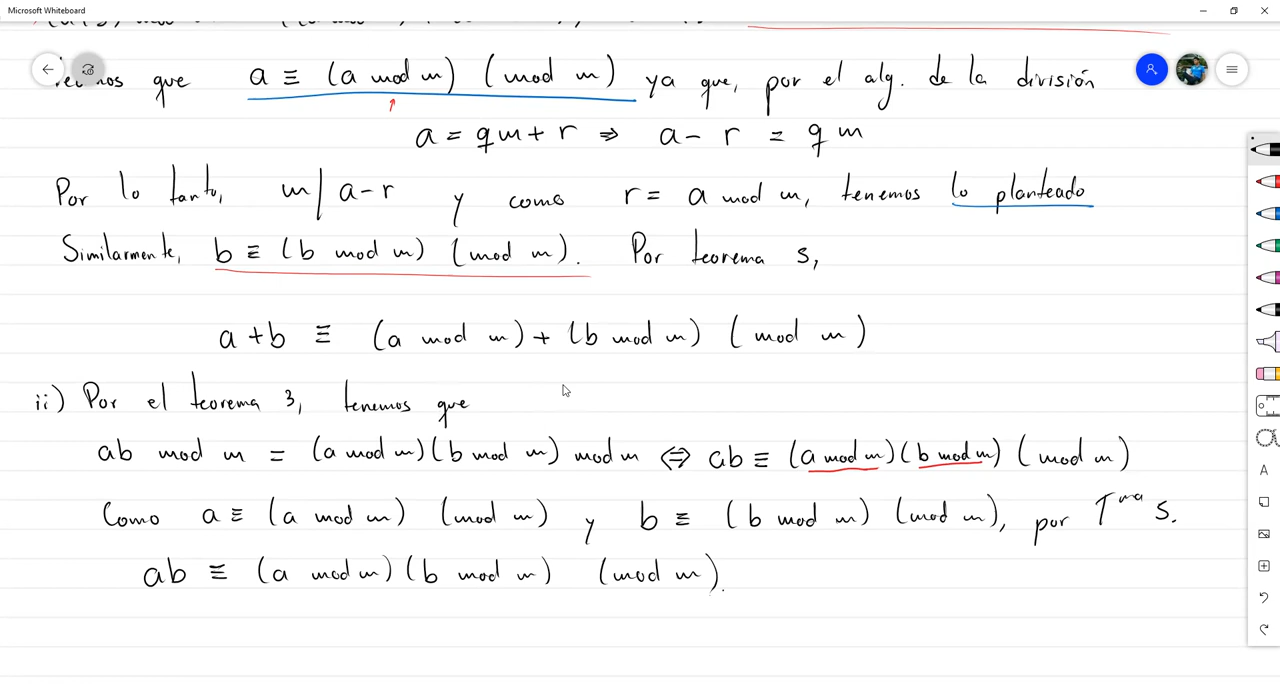 Microsoft Whiteboard
que a ≡ (a mod m) (mod m) ya que, por el alg. de la división
a = qm + r ⇒ a - r = qm
Por lo tanto, m | a-r y como r = a mod m, tenemos lo planteado
Similarmente, b ≡ (b mod m) (mod m). Por teorema 5,
a+b ≡ (a mod m) + (b mod m) (mod m)
ii) Por el teorema 3, tenemos que
ab mod m = (a mod m)(b mod m) mod m ⇔ ab ≡ (a mod m)(b mod m) (mod m)
Como a ≡ (a mod m) (mod m) y b ≡ (b mod m) (mod m), por Tma 5.
ab ≡ (a mod m)(b mod m) (mod m).